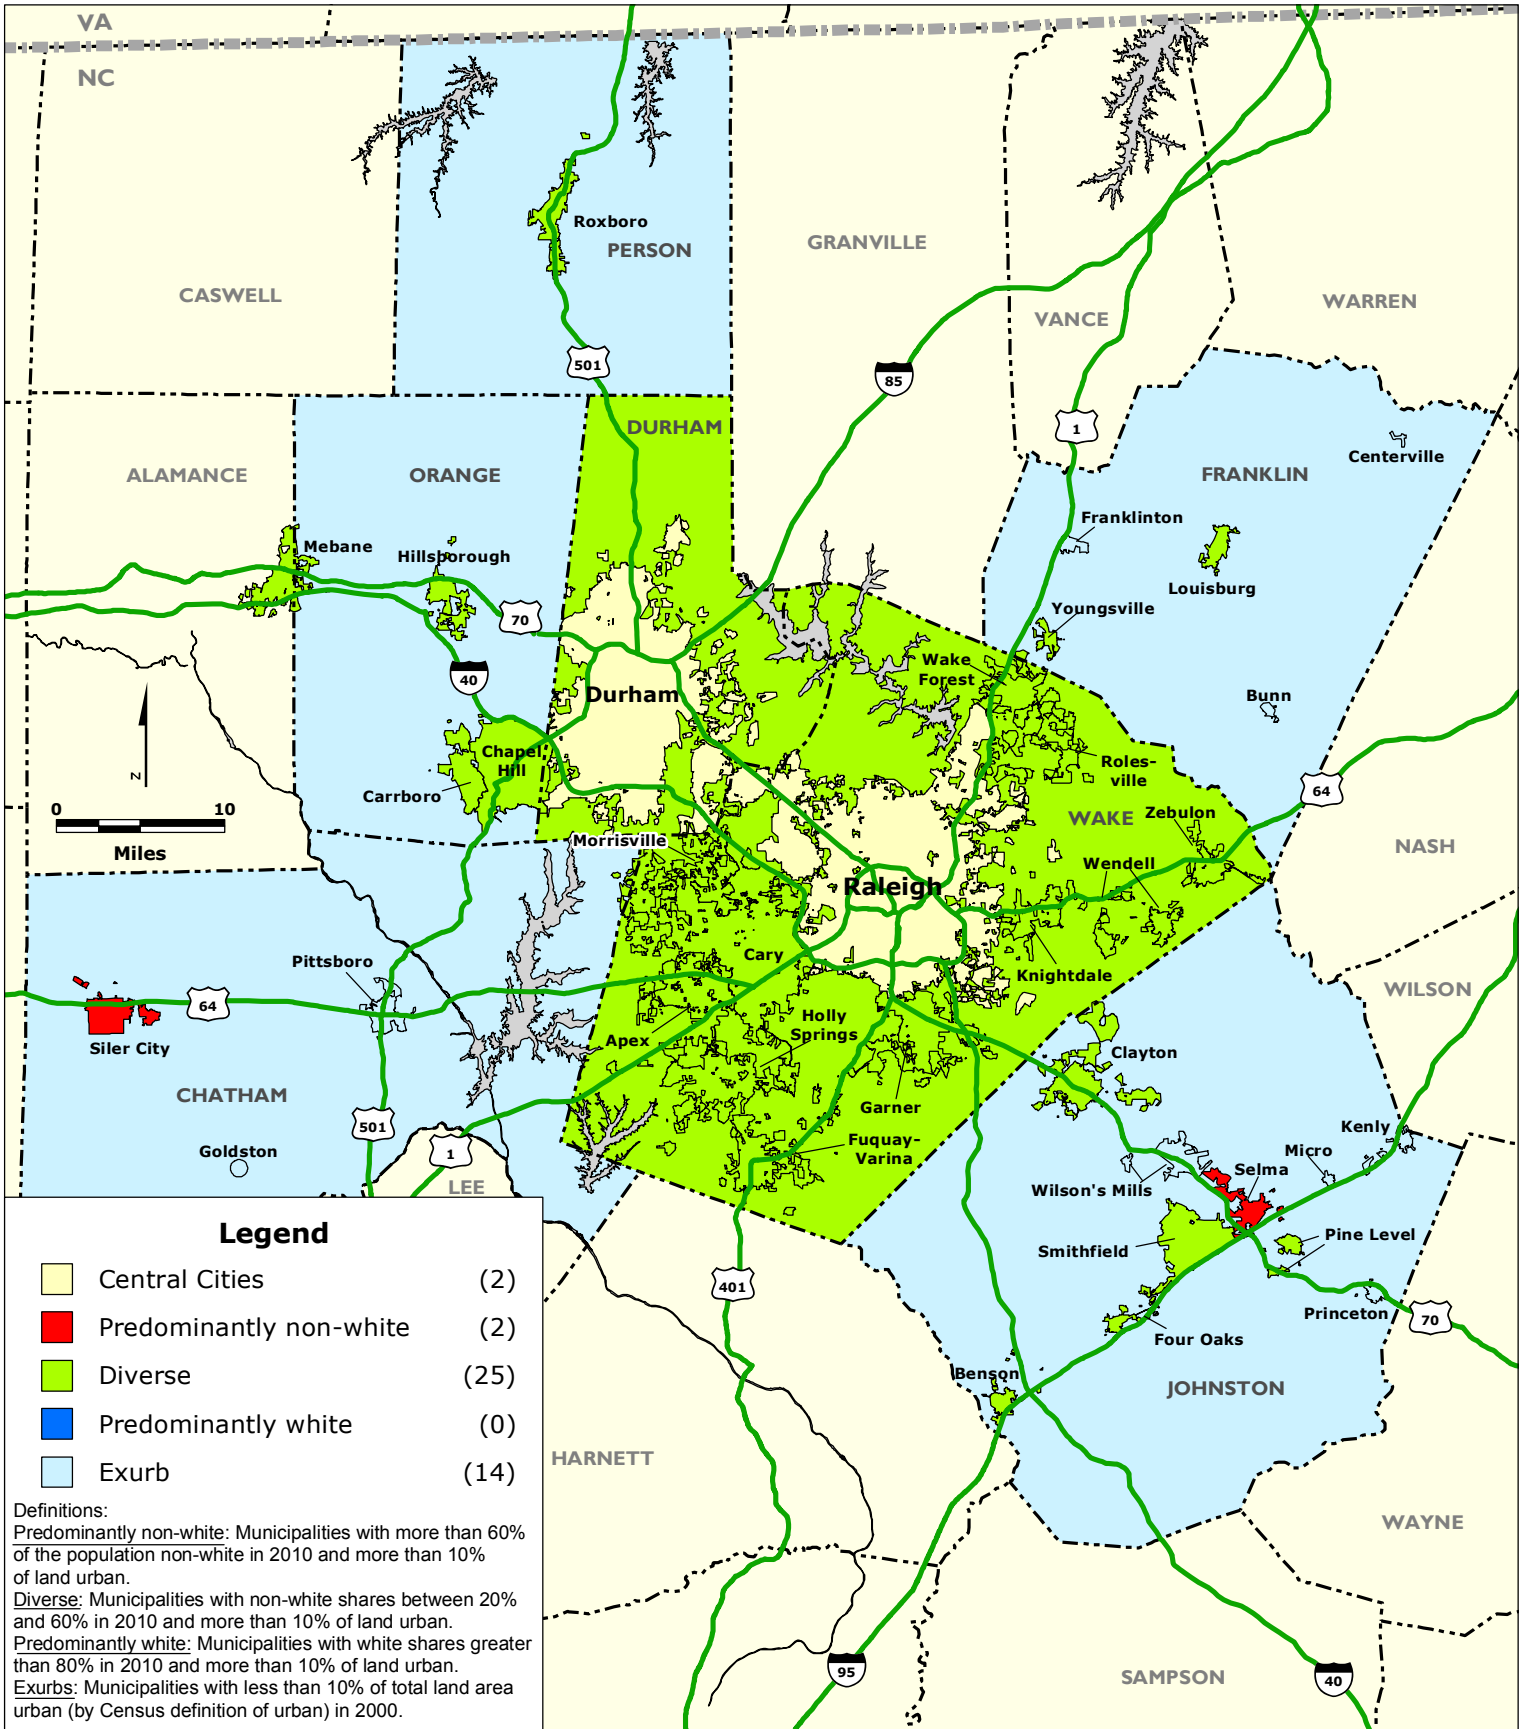 VA
NC
Roxboro
PERSON
GRANVILLE
CASWELL
WARREN
VANCE
501
85
1
DURHAM
Centerville
ALAMANCE
ORANGE
FRANKLIN
Franklinton
Mebane
Hillsborough
Louisburg
Youngsville
70
40
Wake
Forest
Durham
Bunn
N
Chapel
Hill
Carrboro
Roles-
ville
64
0 10
Miles
Zebulon
WAKE
Morrisville
NASH
Wendell
Raleigh
Cary
Pittsboro
Knightdale
WILSON
64
Siler City
Holly
Springs
Apex
Clayton
CHATHAM
Garner
501
Kenly
1
Goldston
Fuquay-
Varina
Micro
Selma
LEE
Wilson's Mills
Pine Level
Smithfield
401
Princeton
70
Four Oaks
Benson
JOHNSTON
HARNETT
WAYNE
95
SAMPSON
40
Legend
Central Cities (2)
Predominantly non-white (2)
Diverse (25)
Predominantly white (0)
Exurb (14)
Definitions:
Predominantly non-white: Municipalities with more than 60%
of the population non-white in 2010 and more than 10%
of land urban.
Diverse: Municipalities with non-white shares between 20%
and 60% in 2010 and more than 10% of land urban.
Predominantly white: Municipalities with white shares greater
than 80% in 2010 and more than 10% of land urban.
Exurbs: Municipalities with less than 10% of total land area
urban (by Census definition of urban) in 2000.